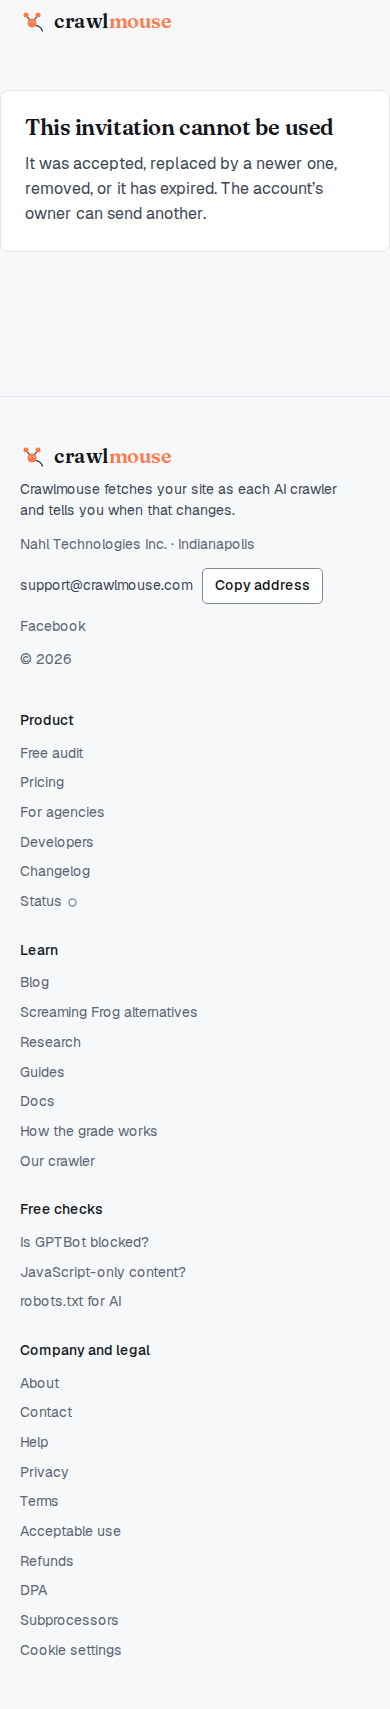 crawlmouse
This invitation cannot be used
It was accepted, replaced by a newer one,
removed, or it has expired. The account's
owner can send another.
crawlmouse
Crawlmouse fetches your site as each AI crawler
and tells you when that changes.
Nahl Technologies Inc. · Indianapolis
support@crawlmouse.com Copy address
Facebook
© 2026
Product
Free audit
Pricing
For agencies
Developers
Changelog
Status
Learn
Blog
Screaming Frog alternatives
Research
Guides
Docs
How the grade works
Our crawler
Free checks
Is GPTBot blocked?
JavaScript-only content?
robots.txt for AI
Company and legal
About
Contact
Help
Privacy
Terms
Acceptable use
Refunds
DPA
Subprocessors
Cookie settings